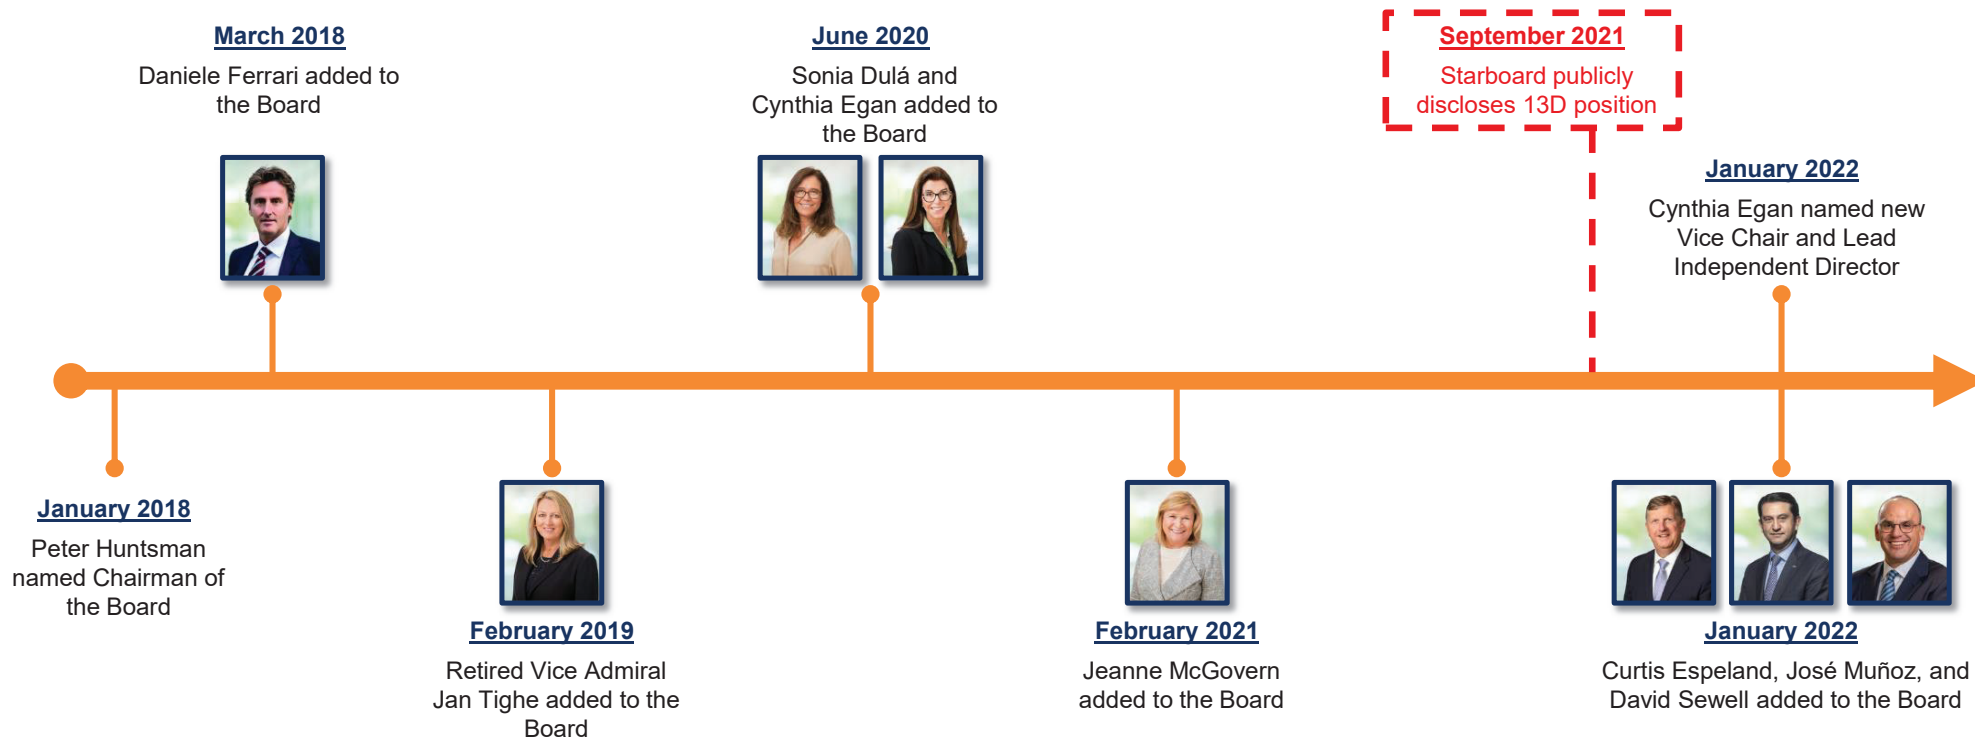 March 2018
Daniele Ferrari added to
the Board
June 2020
Sonia Dulá and
Cynthia Egan added to
the Board
September 2021
Starboard publicly
discloses 13D position
January 2022
Cynthia Egan named new
Vice Chair and Lead
Independent Director
January 2018
Peter Huntsman
named Chairman of
the Board
February 2019
Retired Vice Admiral
Jan Tighe added to the
Board
February 2021
Jeanne McGovern
added to the Board
January 2022
Curtis Espeland, José Muñoz, and
David Sewell added to the Board